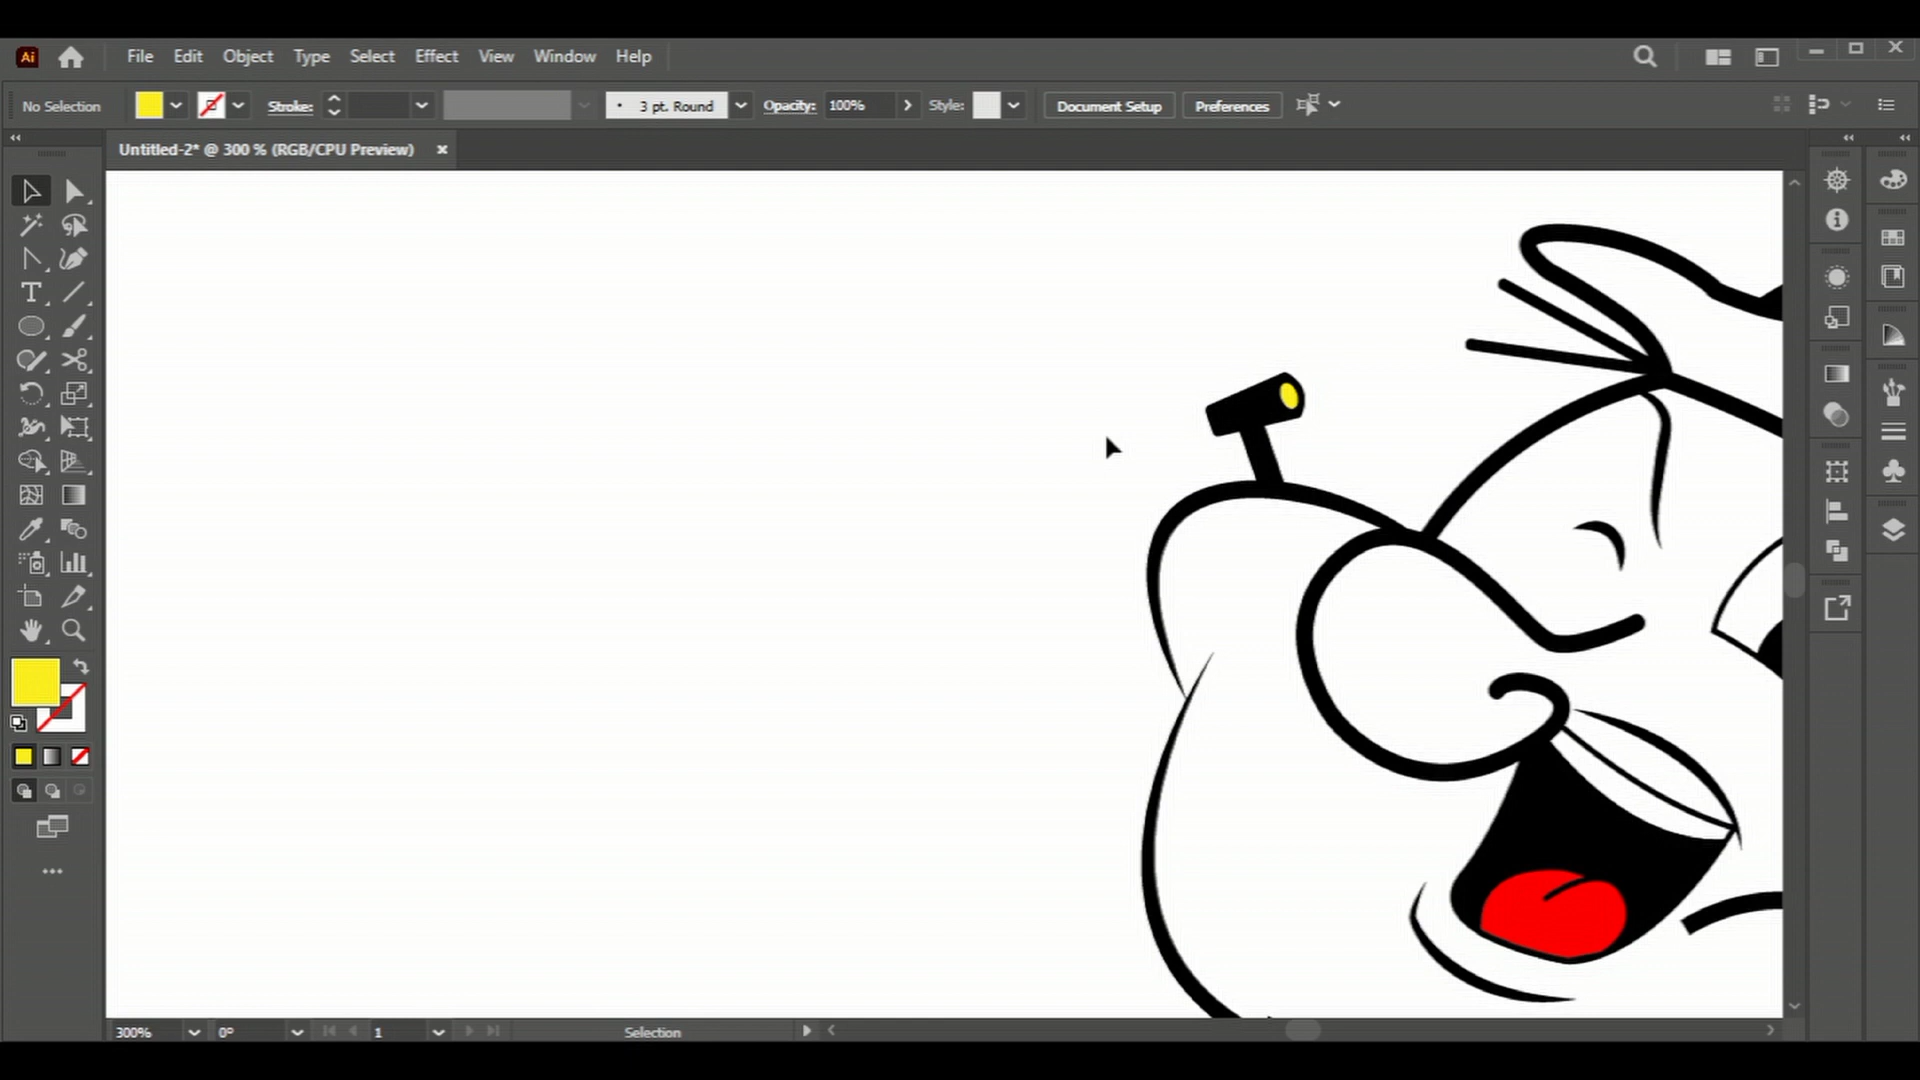 Ai File Edit Object Type Select Effect View Window Help
No Selection Stroke: 3 pt. Round Opacity: 100% Style: Document Setup Preferences
Untitled-2* @ 300 % (RGB/CPU Preview)
300% 0° 1 Selection